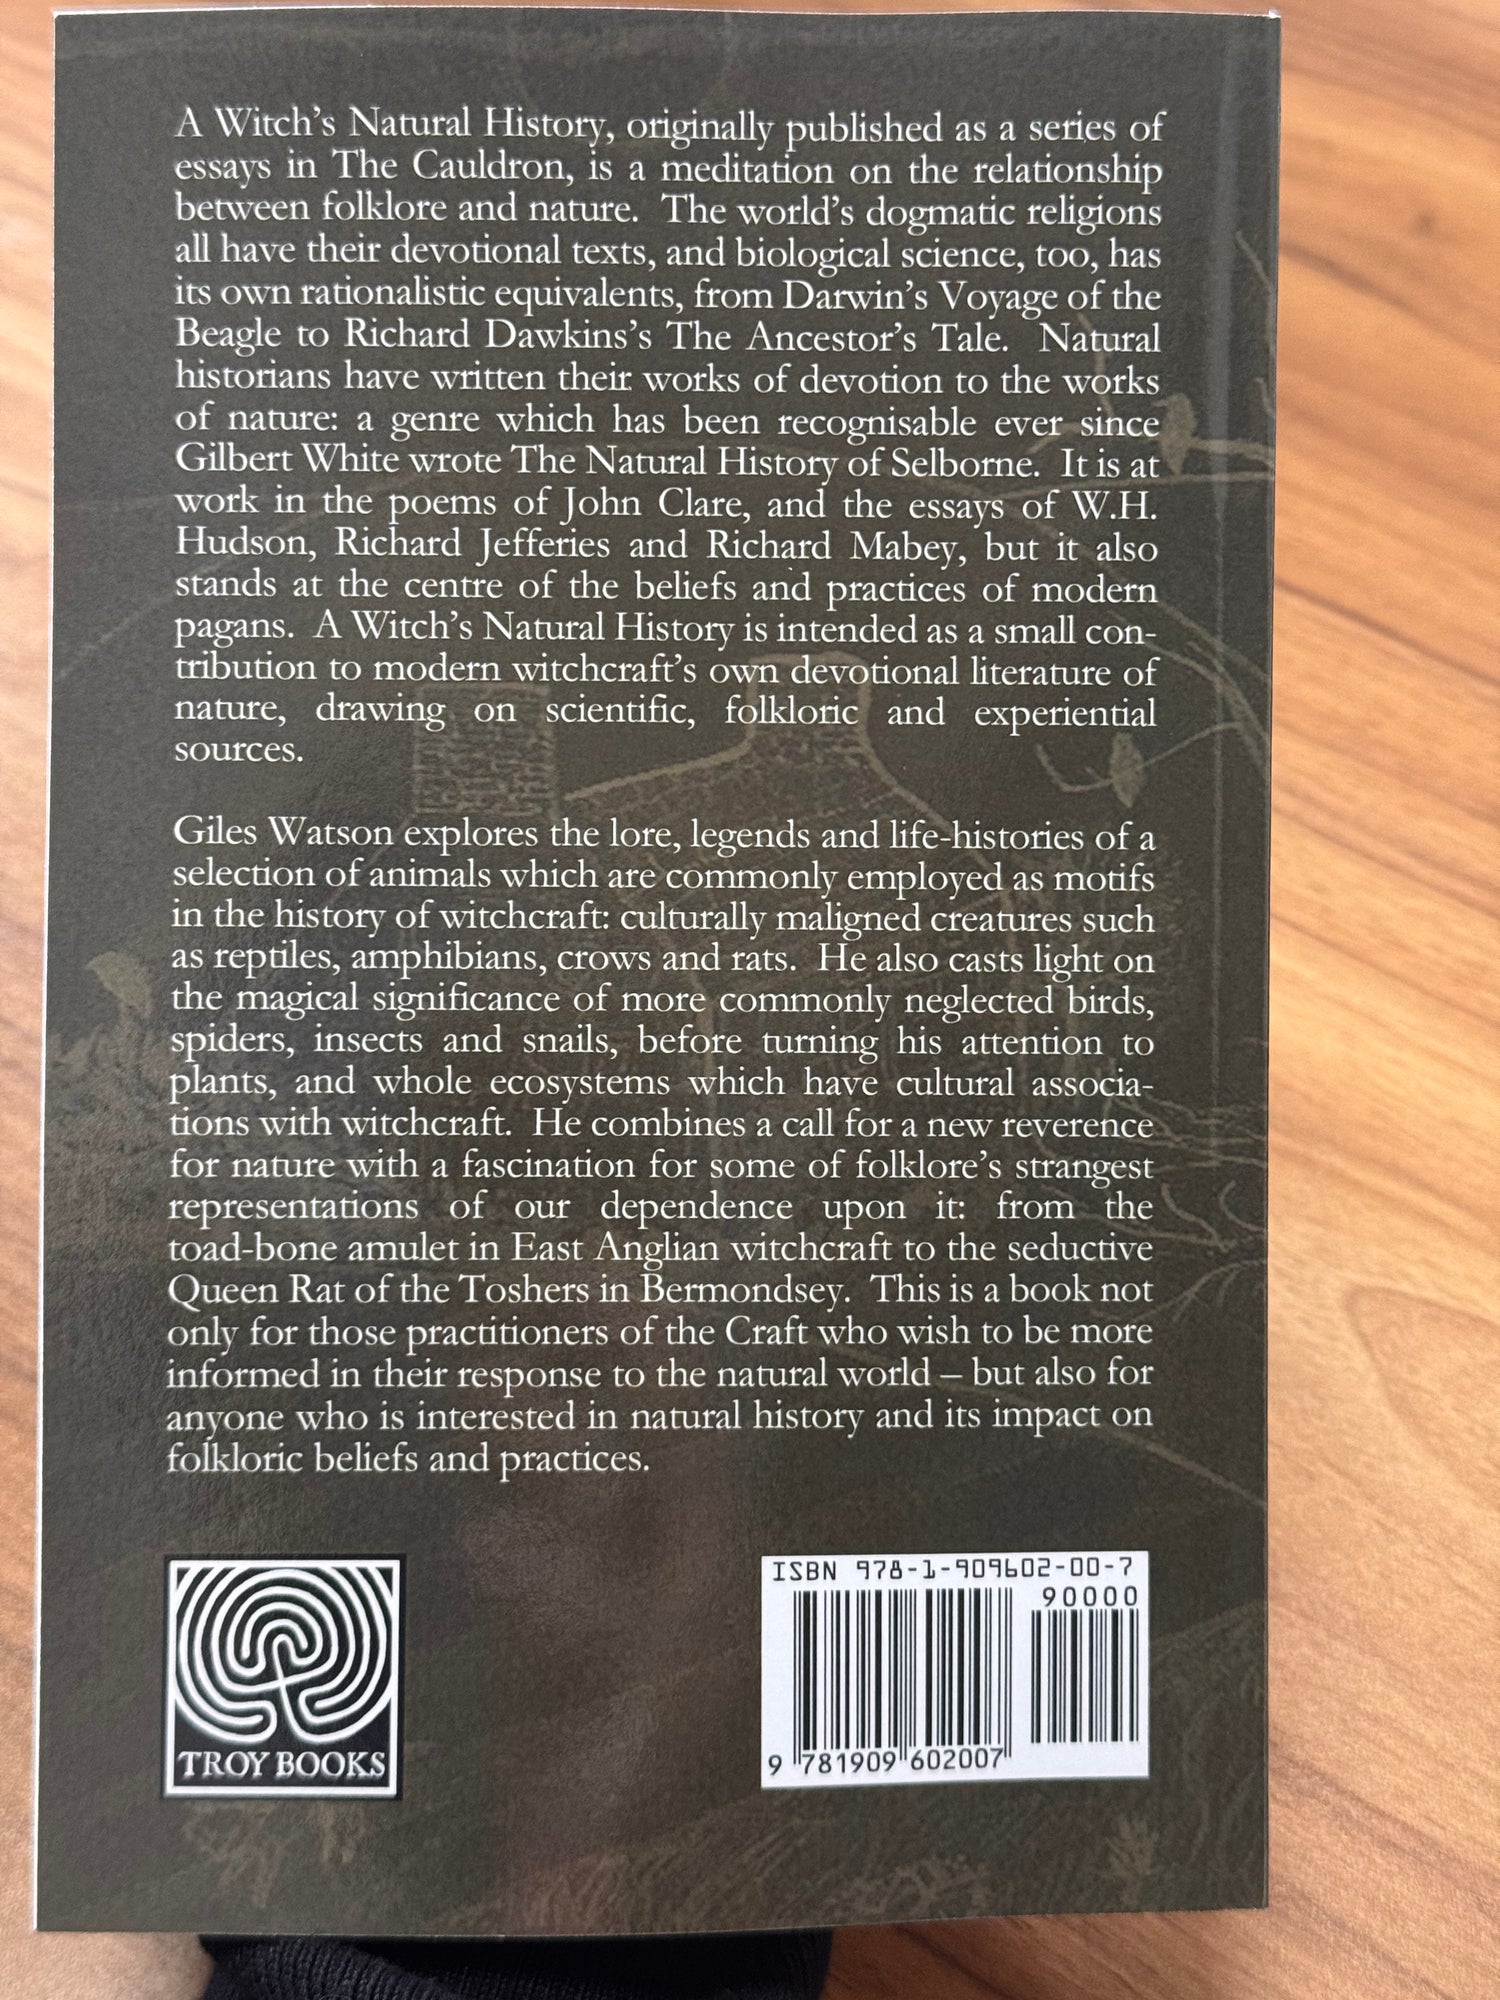 A Witch's Natural History, originally published as a series of
essays in The Cauldron, is a meditation on the relationship
between folklore and nature. The world's dogmatic religions
all have their devotional texts, and biological science, too, has
its own rationalistic equivalents, from Darwin's Voyage of the
Beagle to Richard Dawkins's The Ancestor's Tale. Natural
historians have written their works of devotion to the works
of nature: a genre which has been recognisable ever since
Gilbert White wrote The Natural History of Selborne. It is at
work in the poems of John Clare, and the essays of W.H.
Hudson, Richard Jefferies and Richard Mabey, but it also
stands at the centre of the beliefs and practices of modern
pagans. A Witch's Natural History is intended as a small con-
tribution to modern witchcraft's own devotional literature of
nature, drawing on scientific, folkloric and experiential
sources.
Giles Watson explores the lore, legends and life-histories of a
selection of animals which are commonly employed as motifs
in the history of witchcraft: culturally maligned creatures such
as reptiles, amphibians, crows and rats. He also casts light on
the magical significance of more commonly neglected birds,
spiders, insects and snails, before turning his attention to
plants, and whole ecosystems which have cultural associa-
tions with witchcraft. He combines a call for a new reverence
for nature with a fascination for some of folklore's strangest
representations of our dependence upon it: from the
toad-bone amulet in East Anglian witchcraft to the seductive
Queen Rat of the Toshers in Bermondsey. This is a book not
only for those practitioners of the Craft who wish to be more
informed in their response to the natural world – but also for
anyone who is interested in natural history and its impact on
folkloric beliefs and practices.
TROY BOOKS
ISBN 978-1-909602-00-7
90000
9 781909 602007